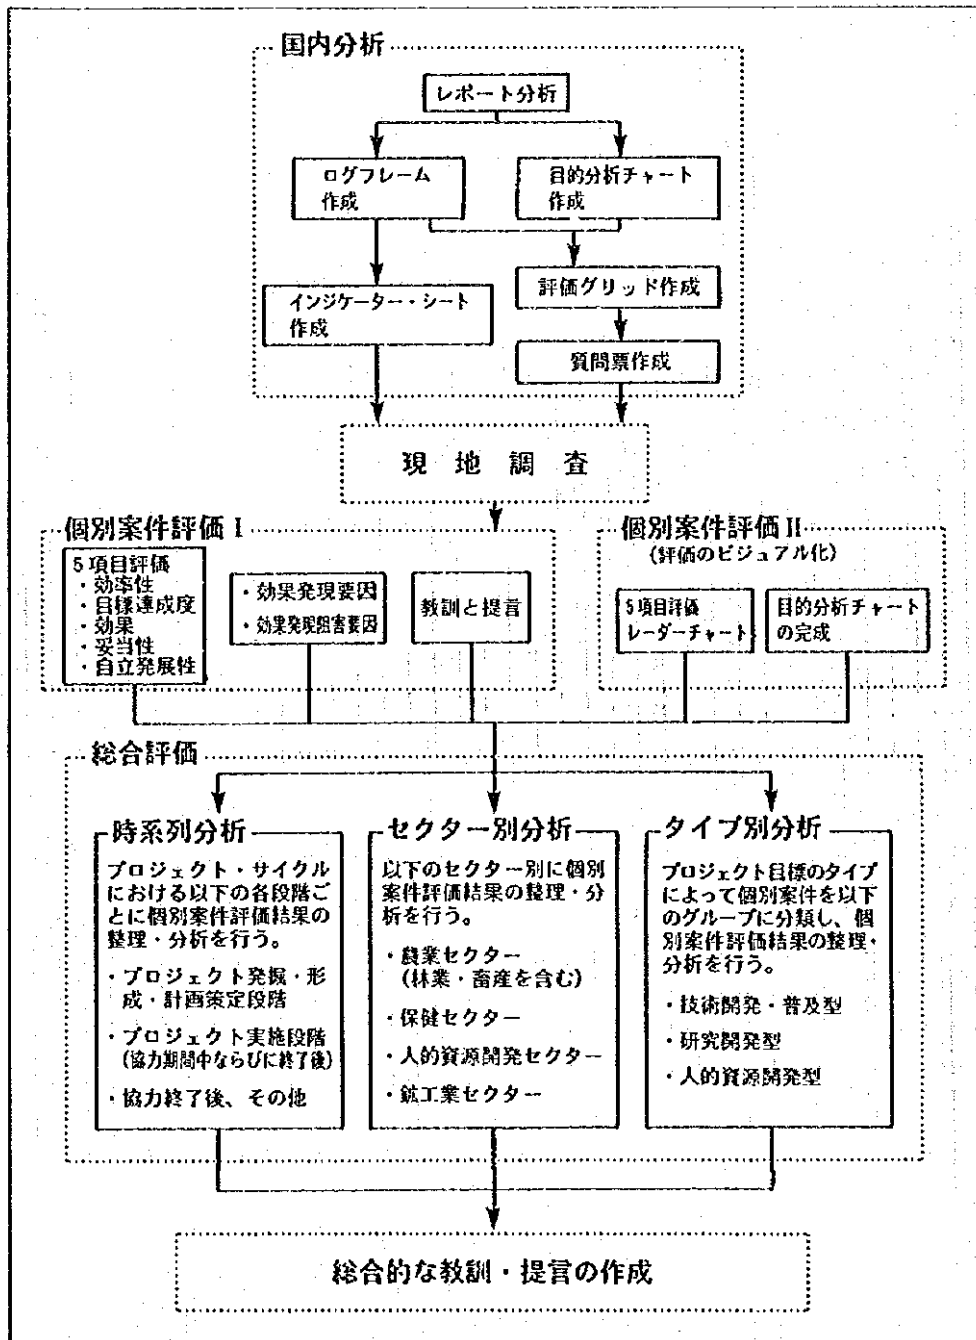 国内分析
レポート分析
ログフレーム
作成
目的分析チャート
作成
インジケーター・シート
作成
評価グリッド作成
質問票作成
現地調査
個別案件評価 I
5項目評価
・効率性
・目標達成度
・効果
・妥当性
・自立発展性
・効果発現要因
・効果発現阻害要因
教訓と提言
個別案件評価 II
(評価のビジュアル化)
5項目評価
レーダーチャート
目的分析チャート
の完成
総合評価
時系列分析
プロジェクト・サイクル
における以下の各段階ご
とに個別案件評価結果の
整理・分析を行う。
・プロジェクト発掘・形
成・計画策定段階
・プロジェクト実施段階
(協力期間中ならびに終了後)
・協力終了後、その他
セクター別分析
以下のセクター別に個別
案件評価結果の整理・分
析を行う。
・農業セクター
(林業・畜産を含む)
・保健セクター
・人的資源開発セクター
・鉱工業セクター
タイプ別分析
プロジェクト目標のタイプ
によって個別案件を以下
のグループに分類し、個
別案件評価結果の整理・
分析を行う。
・技術開発・普及型
・研究開発型
・人的資源開発型
総合的な教訓・提言の作成